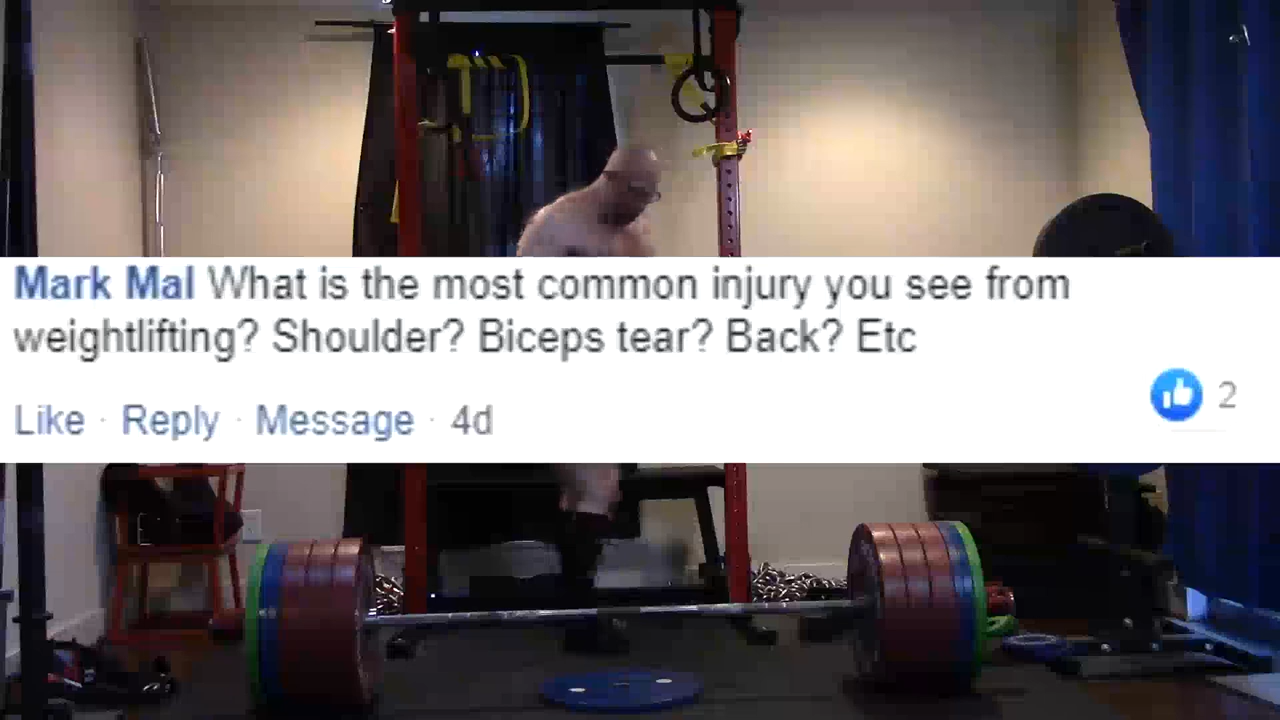 Mark Mal What is the most common injury you see from
weightlifting? Shoulder? Biceps tear? Back? Etc
Like · Reply · Message · 4d
2